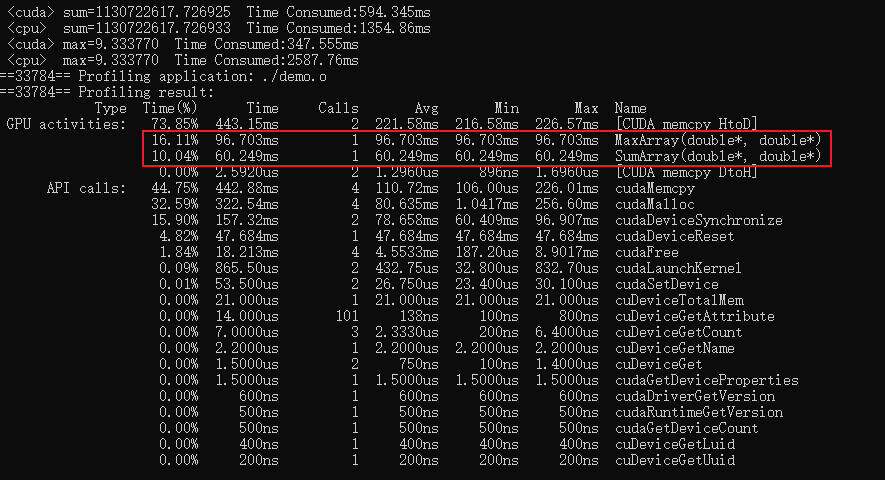 <cuda> sum=1130722617.726925  Time Consumed:594.345ms
<cpu>  sum=1130722617.726933  Time Consumed:1354.86ms
<cuda> max=9.333770  Time Consumed:347.555ms
<cpu>  max=9.333770  Time Consumed:2587.76ms
==33784== Profiling application: ./demo.o
==33784== Profiling result:
Type  Time(%)      Time     Calls       Avg       Min       Max  Name
GPU activities:   73.85%  443.15ms         2  221.58ms  216.58ms  226.57ms  [CUDA memcpy HtoD]
16.11%  96.703ms         1  96.703ms  96.703ms  96.703ms  MaxArray(double*, double*)
10.04%  60.249ms         1  60.249ms  60.249ms  60.249ms  SumArray(double*, double*)
0.00%  2.5920us         2  1.2960us     896ns  1.6960us  [CUDA memcpy DtoH]
API calls:   44.75%  442.88ms         4  110.72ms  106.00us  226.01ms  cudaMemcpy
32.59%  322.54ms         4  80.635ms  1.0417ms  256.60ms  cudaMalloc
15.90%  157.32ms         2  78.658ms  60.409ms  96.907ms  cudaDeviceSynchronize
4.82%  47.684ms         1  47.684ms  47.684ms  47.684ms  cudaDeviceReset
1.84%  18.213ms         4  4.5533ms  187.20us  8.9017ms  cudaFree
0.09%  865.50us         2  432.75us  32.800us  832.70us  cudaLaunchKernel
0.01%  53.500us         2  26.750us  23.400us  30.100us  cudaSetDevice
0.00%  21.000us         1  21.000us  21.000us  21.000us  cuDeviceTotalMem
0.00%  14.000us       101     138ns     100ns     800ns  cuDeviceGetAttribute
0.00%  7.0000us         3  2.3330us     200ns  6.4000us  cuDeviceGetCount
0.00%  2.2000us         1  2.2000us  2.2000us  2.2000us  cuDeviceGetName
0.00%  1.5000us         2     750ns     100ns  1.4000us  cuDeviceGet
0.00%  1.5000us         1  1.5000us  1.5000us  1.5000us  cudaGetDeviceProperties
0.00%     600ns         1     600ns     600ns     600ns  cudaDriverGetVersion
0.00%     500ns         1     500ns     500ns     500ns  cudaRuntimeGetVersion
0.00%     500ns         1     500ns     500ns     500ns  cudaGetDeviceCount
0.00%     400ns         1     400ns     400ns     400ns  cuDeviceGetLuid
0.00%     200ns         1     200ns     200ns     200ns  cuDeviceGetUuid